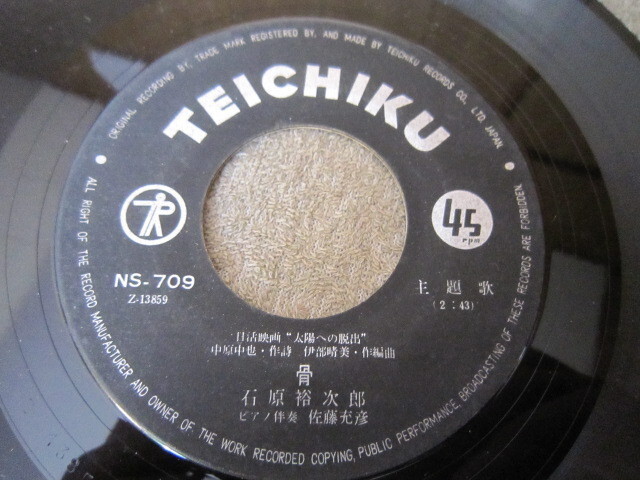 ORIGINAL RECORDING BY, TRADE MARK REGISTERED BY, AND MADE BY TEICHIKU RECORDS CO., LTD. JAPAN
TEICHIKU
45
rpm
NS-709
Z-13859
主題歌
(2:43)
日活映画“太陽への脱出”
中原中也・作詩 伊部晴美・作編曲
骨
石原裕次郎
ピアノ伴奏 佐藤充彦
ALL RIGHT OF THE RECORD MANUFACTURER AND OWNER OF THE WORK RECORDED COPYING, PUBLIC PERFORMANCE BROADCASTING OF THESE RECORDS ARE FORBIDDEN.